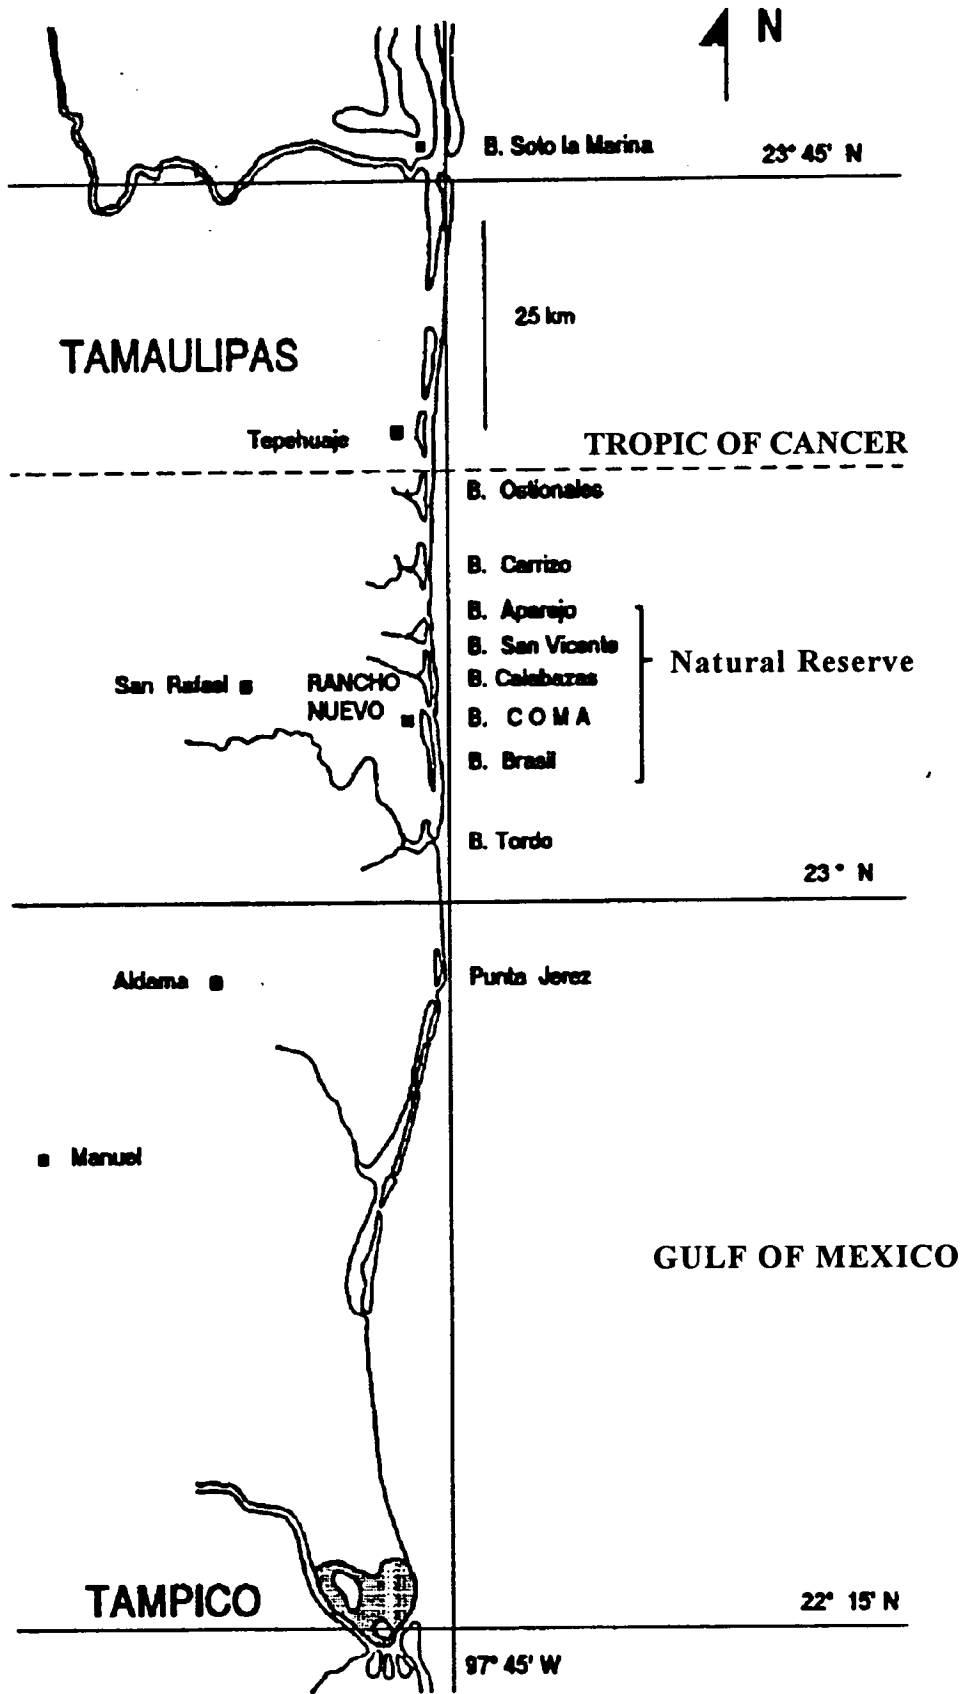 N
B. Soto la Marina
23° 45' N
25 km
TAMAULIPAS
Tepehuaje
TROPIC OF CANCER
B. Ostionales
B. Carrizo
B. Aparejo
B. San Vicente
Natural Reserve
San Rafael
RANCHO
NUEVO
B. Calabazas
B. COMA
B. Brasil
B. Tordo
23° N
Aldama
Punta Jerez
Manuel
GULF OF MEXICO
TAMPICO
22° 15' N
97° 45' W